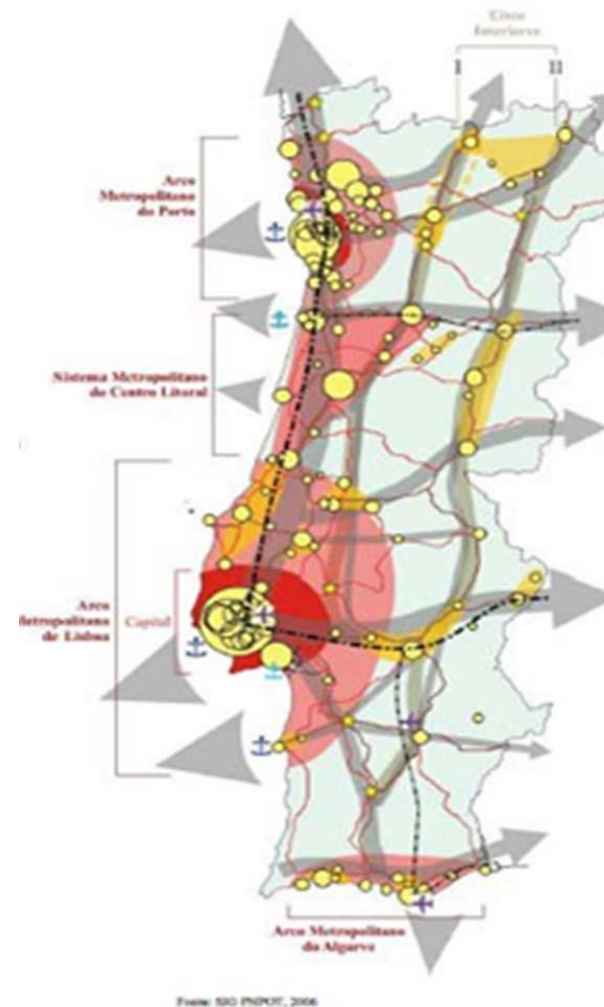 Eixos
Interiores
I II
Arco
Metropolitano
do Porto
Sistema Metropolitano
do Centro Litoral
Arco
Metropolitano
de Lisboa
Capital
Arco Metropolitano
do Algarve
Fonte: SIG PNPOT, 2006